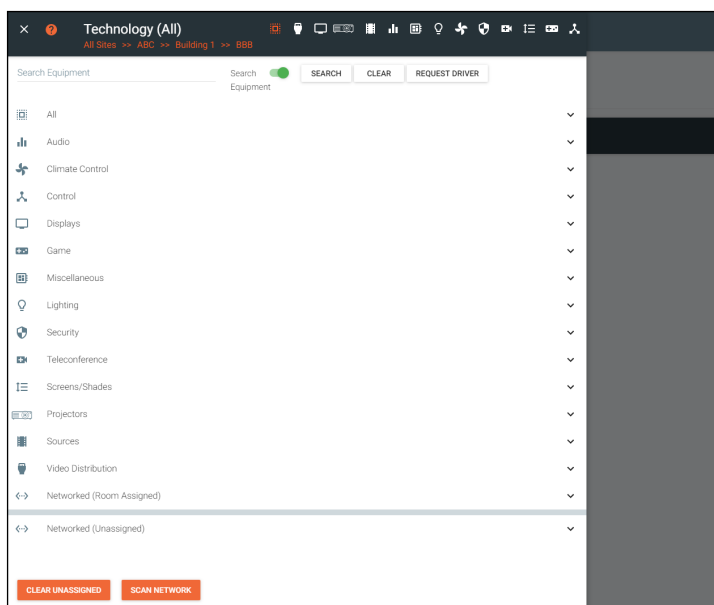 Technology (All)
All Sites >> ABC >> Building 1 >> BBB
Search Equipment
Search
Equipment
SEARCH
CLEAR
REQUEST DRIVER
All
Audio
Climate Control
Control
Displays
Game
Miscellaneous
Lighting
Security
Teleconference
Screens/Shades
Projectors
Sources
Video Distribution
Networked (Room Assigned)
Networked (Unassigned)
CLEAR UNASSIGNED
SCAN NETWORK